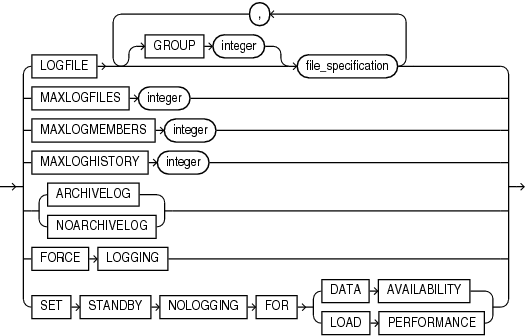 ,
GROUP integer
LOGFILE file_specification
MAXLOGFILES integer
MAXLOGMEMBERS integer
MAXLOGHISTORY integer
ARCHIVELOG
NOARCHIVELOG
FORCE LOGGING
DATA AVAILABILITY
SET STANDBY NOLOGGING FOR
LOAD PERFORMANCE